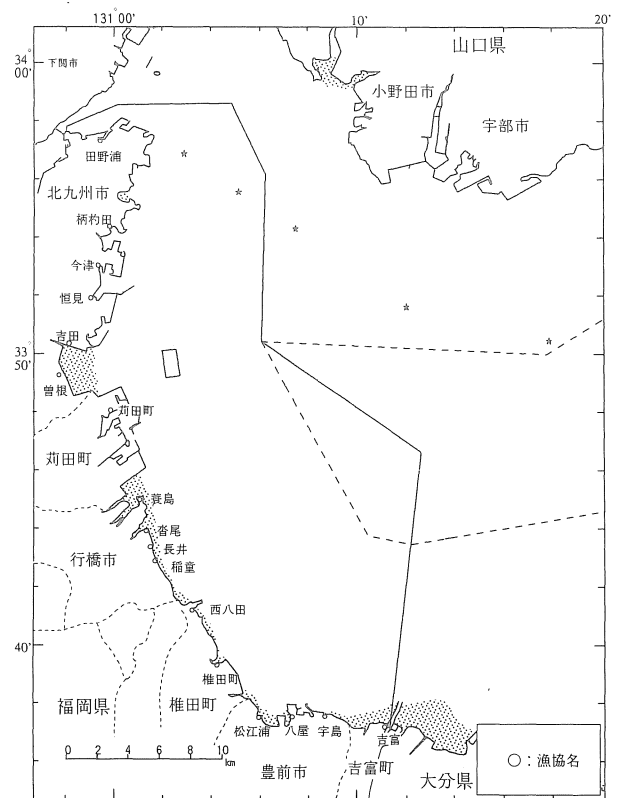 131 00′
10′
20′
34
00′
下関市
山口県
小野田市
宇部市
田野浦
北九州市
柄杓田
今津
恒見
吉田
33
50′
曽根
苅田町
苅田町
蓑島
沓尾
長井
稲童
行橋市
西八田
40′
椎田町
福岡県
椎田町
松江浦
八屋
宇島
吉富
0 2 4 6 8 10
km
豊前市
吉富町
大分県
○:漁協名